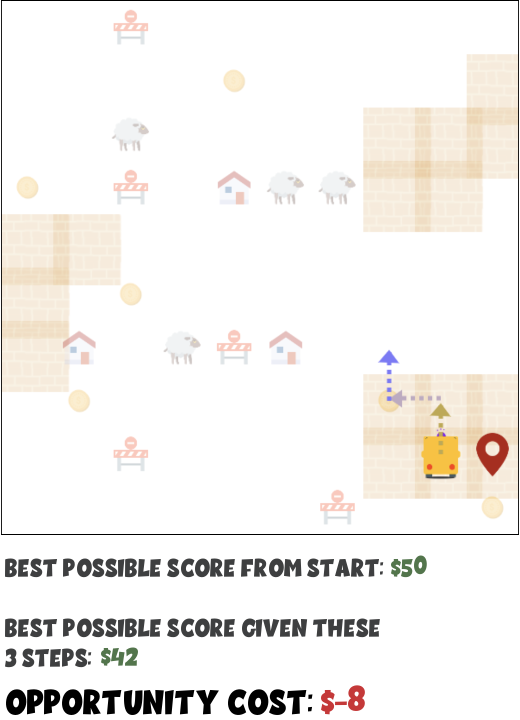 BEST POSSIBLE SCORE FROM START: $50
BEST POSSIBLE SCORE GIVEN THESE
3 STEPS: $42
OPPORTUNITY COST: $-8